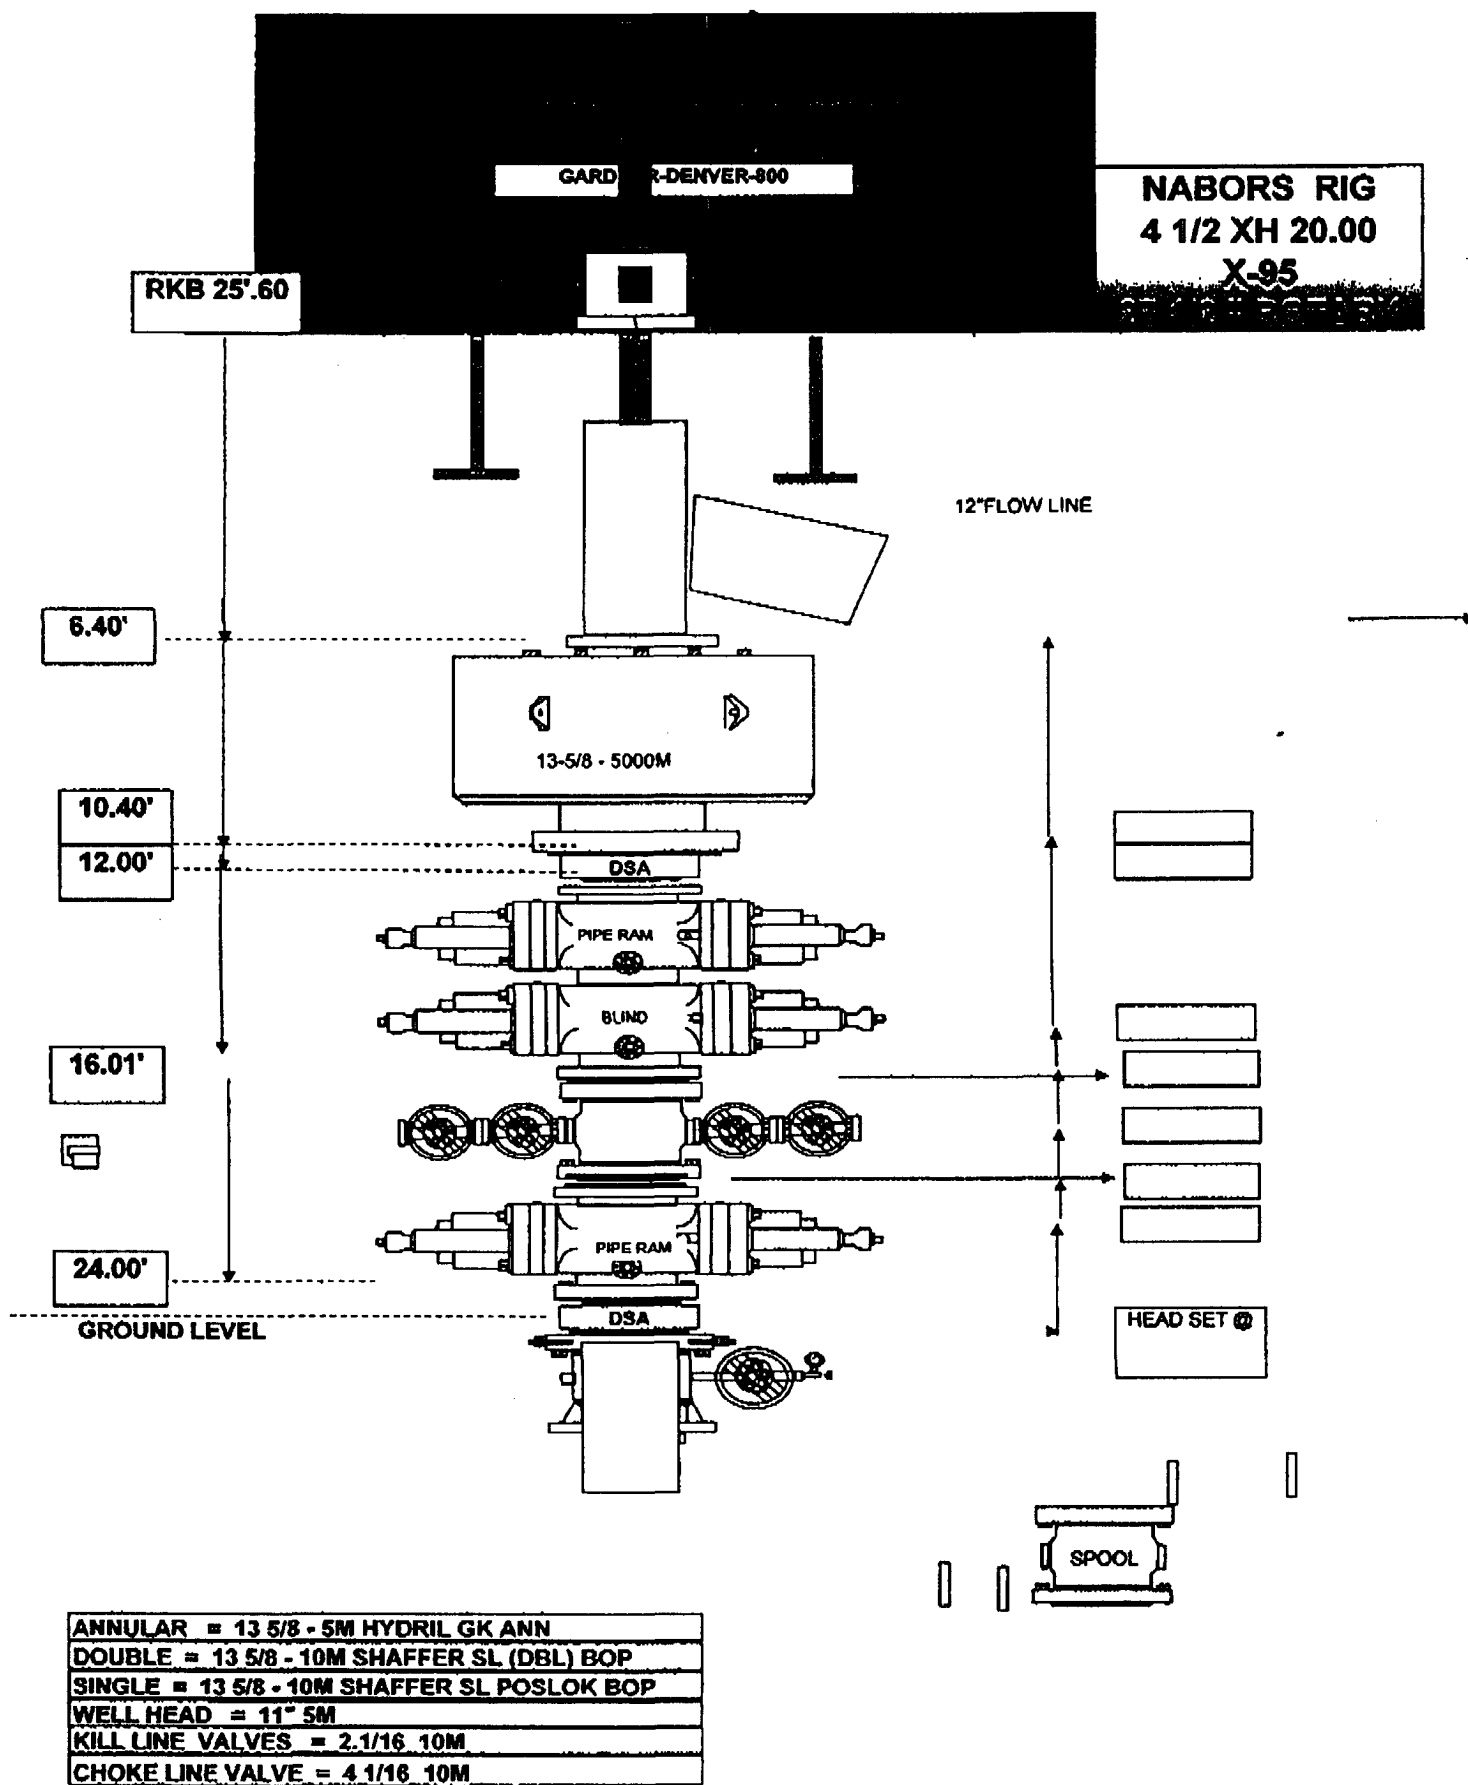 GARD R-DENVER-800
NABORS RIG
4 1/2 XH 20.00
X-95
RKB 25'.60
12"FLOW LINE
6.40'
13-5/8 - 5000M
10.40'
12.00'
DSA
PIPE RAM
BLIND
16.01'
PIPE RAM
24.00'
DSA
GROUND LEVEL
HEAD SET @
SPOOL
ANNULAR = 13 5/8 - 5M HYDRIL GK ANN
DOUBLE = 13 5/8 - 10M SHAFFER SL (DBL) BOP
SINGLE = 13 5/8 - 10M SHAFFER SL POSLOK BOP
WELL HEAD = 11" 5M
KILL LINE VALVES = 2.1/16 10M
CHOKE LINE VALVE = 4 1/16 10M